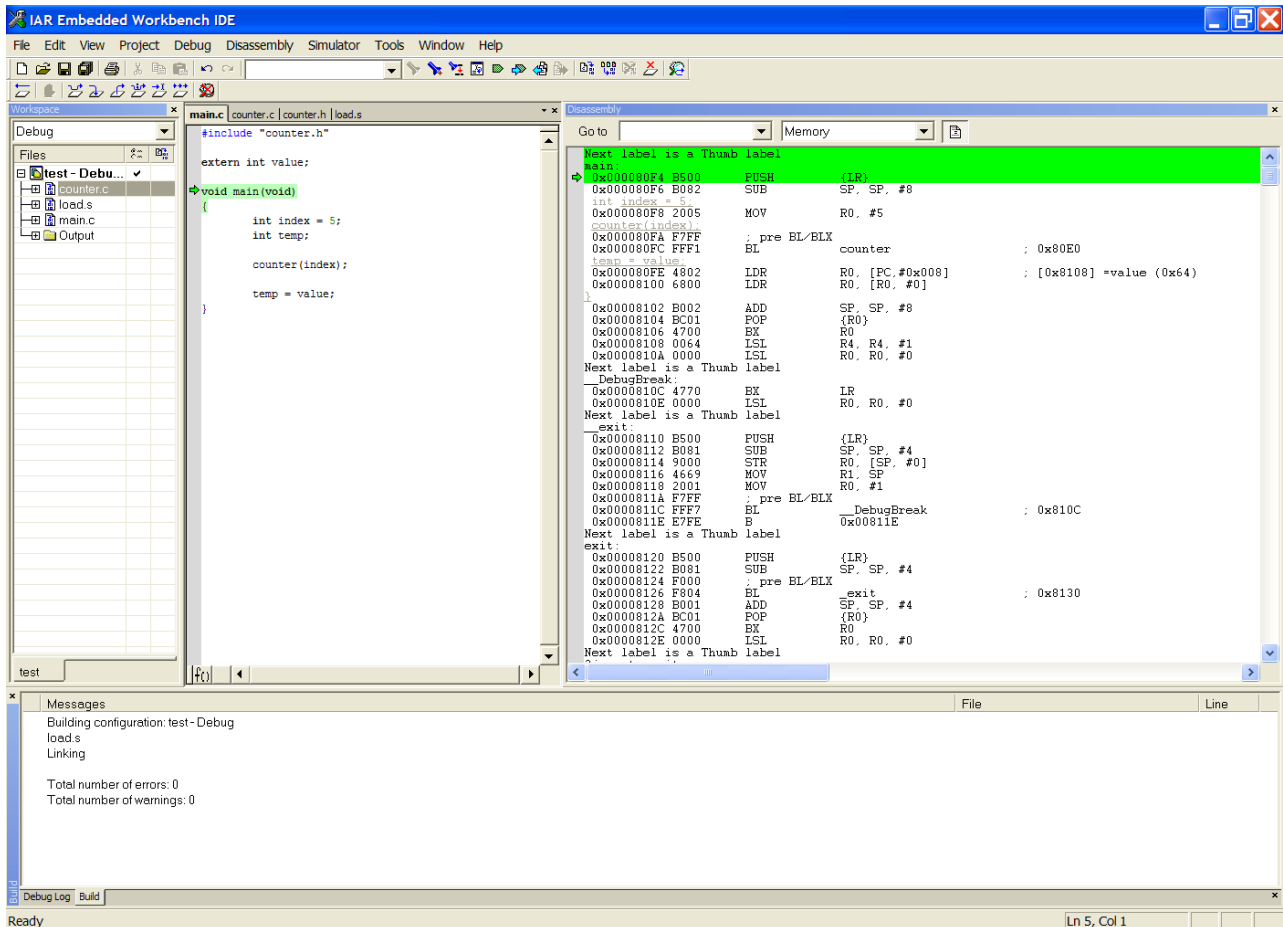 IAR Embedded Workbench IDE
File Edit View Project Debug Disassembly Simulator Tools Window Help
Workspace
Debug
Files
test - Debu...
counter.c
load.s
main.c
Output
test
main.c counter.c counter.h load.s
#include "counter.h"
extern int value;
void main(void)
{
int index = 5;
int temp;
counter(index);
temp = value;
}
f()
Disassembly
Go to Memory
Next label is a Thumb label
main:
0x000080F4 B500 PUSH {LR}
0x000080F6 B082 SUB SP, SP, #8
int index = 5;
0x000080F8 2005 MOV R0, #5
counter(index);
0x000080FA F7FF ; pre BL/BLX
0x000080FC FFF1 BL counter ; 0x80E0
temp = value;
0x000080FE 4802 LDR R0, [PC,#0x008] ; [0x8108] =value (0x64)
0x00008100 6800 LDR R0, [R0, #0]
}
0x00008102 B002 ADD SP, SP, #8
0x00008104 BC01 POP {R0}
0x00008106 4700 BX R0
0x00008108 0064 LSL R4, R4, #1
0x0000810A 0000 LSL R0, R0, #0
Next label is a Thumb label
__DebugBreak:
0x0000810C 4770 BX LR
0x0000810E 0000 LSL R0, R0, #0
Next label is a Thumb label
__exit:
0x00008110 B500 PUSH {LR}
0x00008112 B081 SUB SP, SP, #4
0x00008114 9000 STR R0, [SP, #0]
0x00008116 4669 MOV R1, SP
0x00008118 2001 MOV R0, #1
0x0000811A F7FF ; pre BL/BLX
0x0000811C FFF7 BL __DebugBreak ; 0x810C
0x0000811E E7FE B 0x00811E
Next label is a Thumb label
exit:
0x00008120 B500 PUSH {LR}
0x00008122 B081 SUB SP, SP, #4
0x00008124 F000 ; pre BL/BLX
0x00008126 F804 BL _exit ; 0x8130
0x00008128 B001 ADD SP, SP, #4
0x0000812A BC01 POP {R0}
0x0000812C 4700 BX R0
0x0000812E 0000 LSL R0, R0, #0
Next label is a Thumb label
Messages File Line
Building configuration: test - Debug
load.s
Linking
Total number of errors: 0
Total number of warnings: 0
Build
Debug Log Build
Ready Ln 5, Col 1